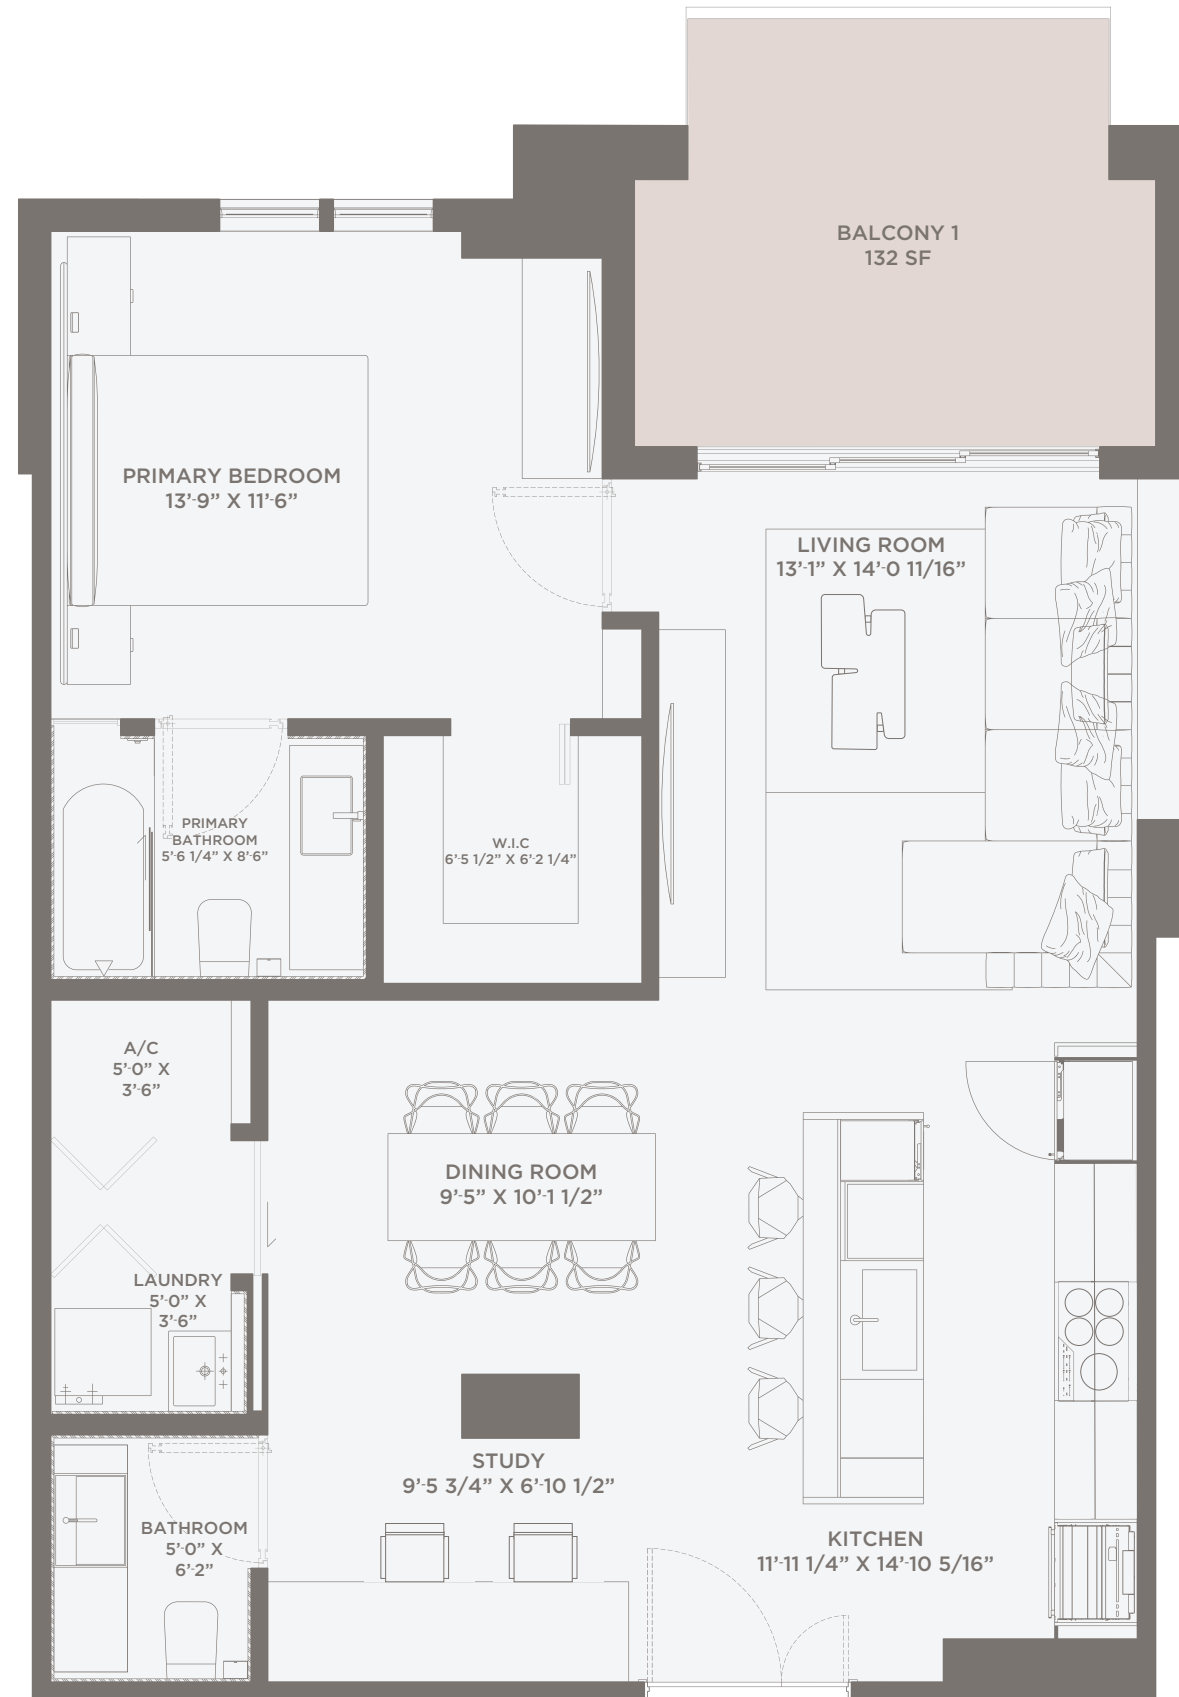 BALCONY 1
132 SF
PRIMARY BEDROOM
13’-9” X 11’-6”
LIVING ROOM
13’-1” X 14’-0 11/16”
PRIMARY
BATHROOM
5’-6 1/4” X 8’-6”
W.I.C
6’-5 1/2” X 6’-2 1/4”
A/C
5’-0” X
3’-6”
DINING ROOM
9’-5” X 10’-1 1/2”
LAUNDRY
5’-0” X
3’-6”
STUDY
9’-5 3/4” X 6’-10 1/2”
BATHROOM
5’-0” X
6’-2”
KITCHEN
11’-11 1/4” X 14’-10 5/16”